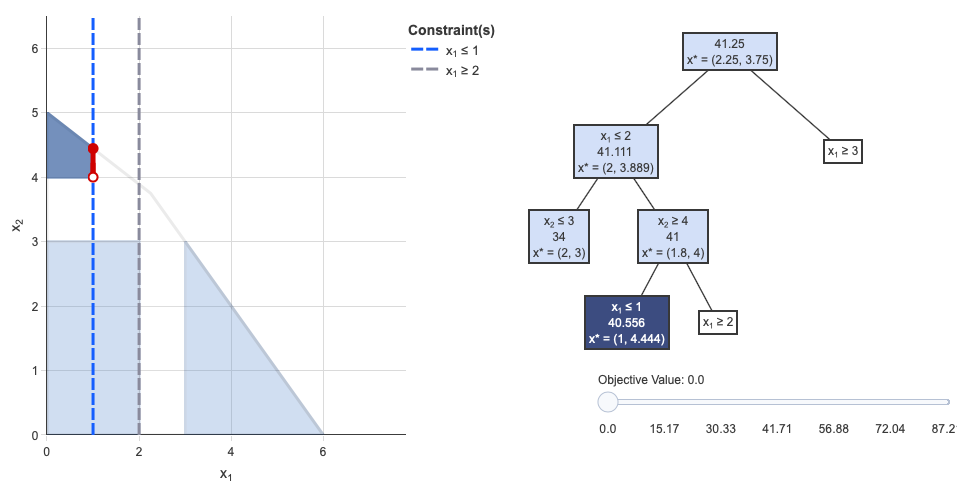 6
5
4
3
2
1
0
x₂
0
2
4
6
x₁
Constraint(s)
x₁ ≤ 1
x₁ ≥ 2
41.25
x* = (2.25, 3.75)
x₁ ≤ 2
41.111
x* = (2, 3.889)
x₁ ≥ 3
x₂ ≤ 3
34
x* = (2, 3)
x₂ ≥ 4
41
x* = (1.8, 4)
x₁ ≤ 1
40.556
x* = (1, 4.444)
x₁ ≥ 2
Objective Value: 0.0
0.0 15.17 30.33 41.71 56.88 72.04 87.2